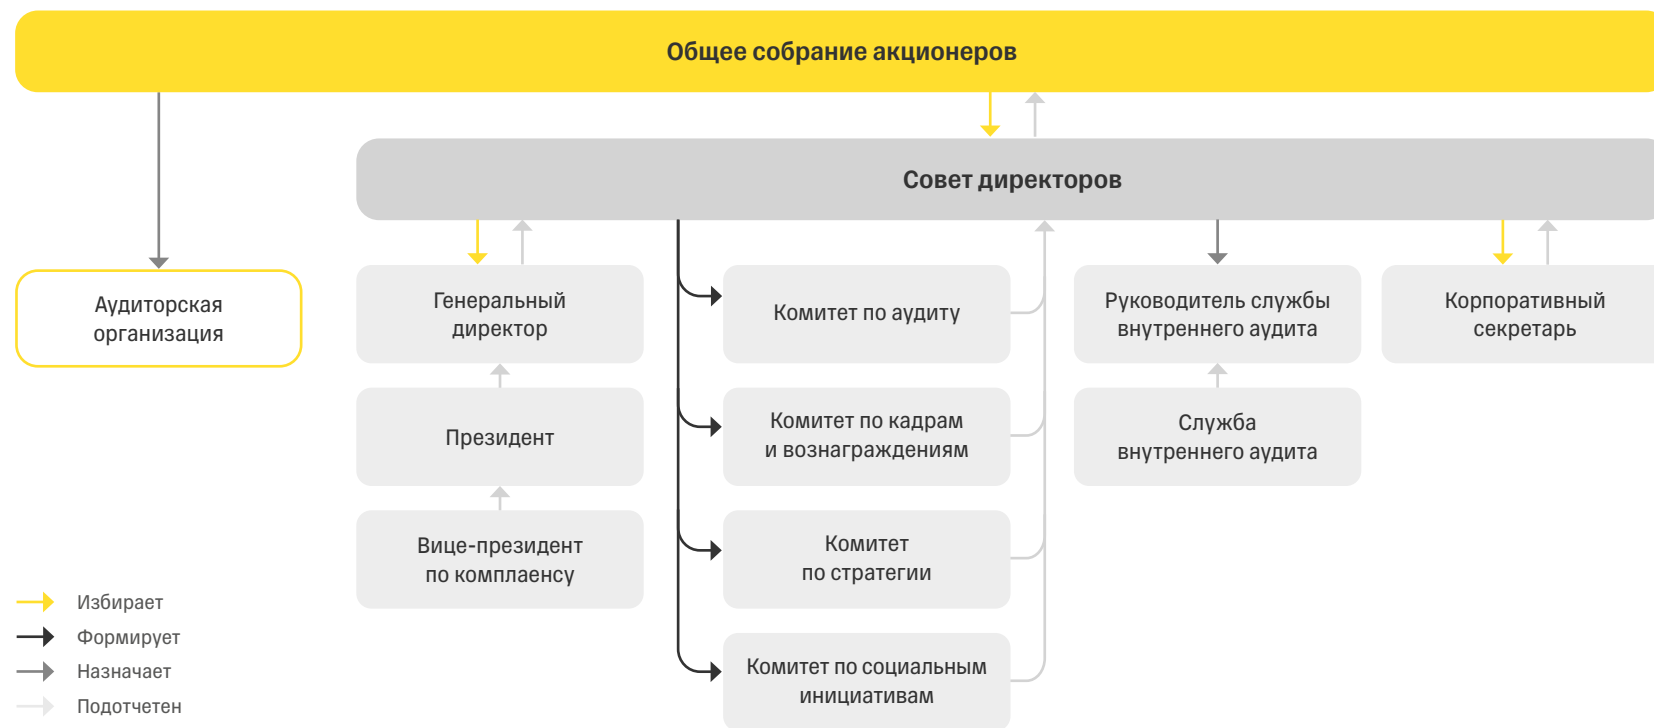 Общее собрание акционеров
Совет директоров
Аудиторская
организация
Генеральный
директор
Комитет по аудиту
Руководитель службы
внутреннего аудита
Корпоративный
секретарь
Президент
Комитет по кадрам
и вознаграждениям
Служба
внутреннего аудита
Вице-президент
по комплаенсу
Комитет
по стратегии
Комитет по социальным
инициативам
Избирает
Формирует
Назначает
Подотчетен